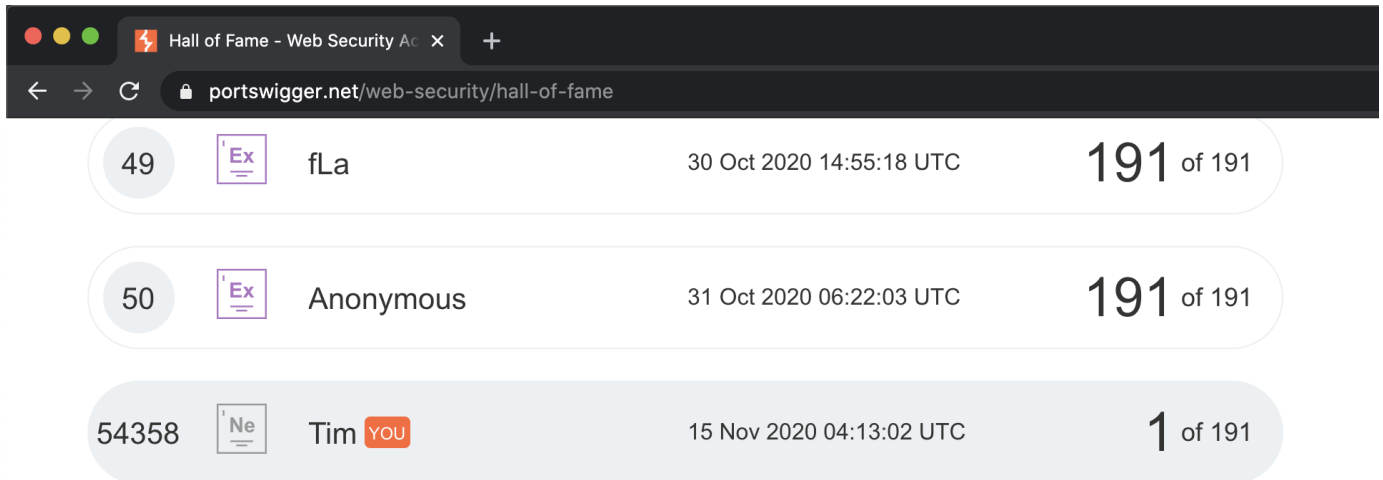 Hall of Fame - Web Security Ac
portswigger.net/web-security/hall-of-fame
49 Ex fLa 30 Oct 2020 14:55:18 UTC 191 of 191
50 Ex Anonymous 31 Oct 2020 06:22:03 UTC 191 of 191
54358 Ne Tim YOU 15 Nov 2020 04:13:02 UTC 1 of 191